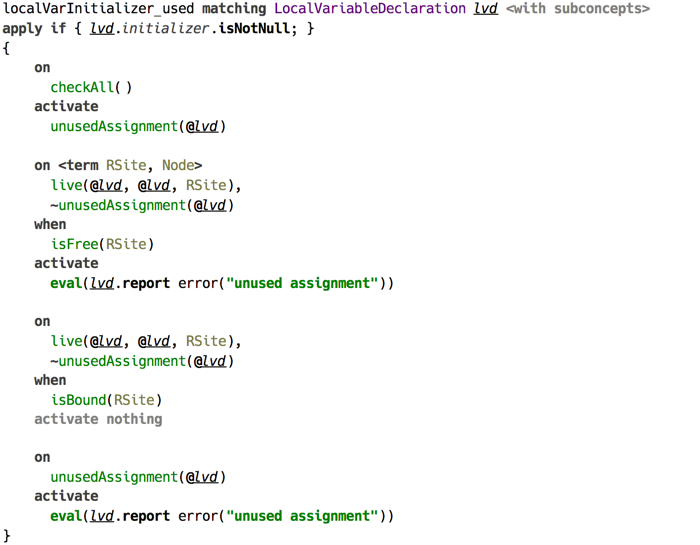 localVarInitializer_used matching LocalVariableDeclaration lvd <with subconcepts>
apply if { lvd.initializer.isNotNull; }
{
    on
      checkAll( )
    activate
      unusedAssignment(@lvd)

    on <term RSite, Node>
      live(@lvd, @lvd, RSite),
      ~unusedAssignment(@lvd)
    when
      isFree(RSite)
    activate
      eval(lvd.report error("unused assignment"))

    on
      live(@lvd, @lvd, RSite),
      ~unusedAssignment(@lvd)
    when
      isBound(RSite)
    activate nothing

    on
      unusedAssignment(@lvd)
    activate
      eval(lvd.report error("unused assignment"))
}